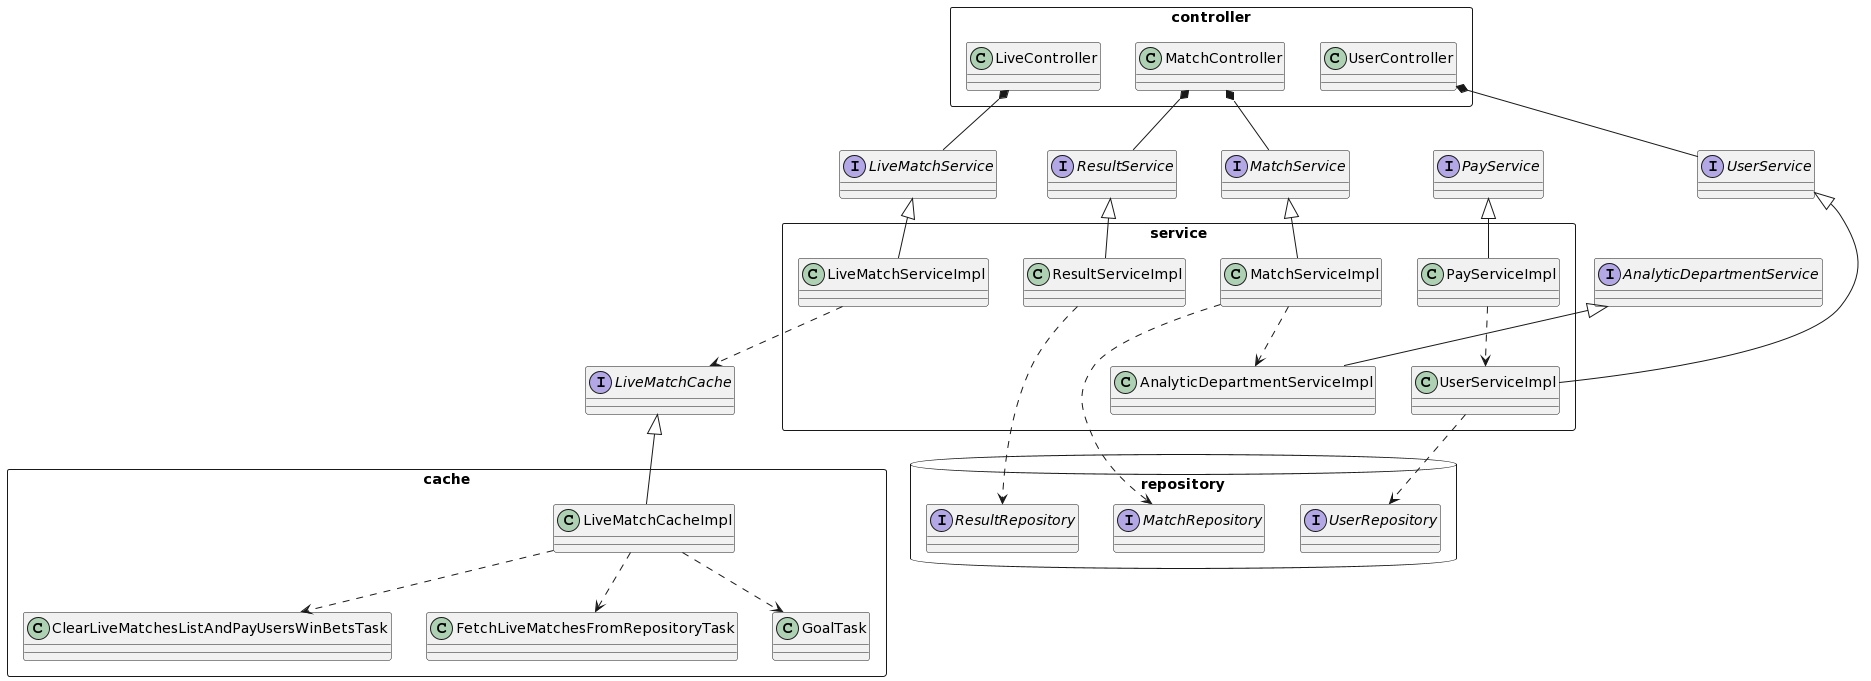 controller
C LiveController
C MatchController
C UserController
I LiveMatchService
I ResultService
I MatchService
I PayService
I UserService
service
C LiveMatchServiceImpl
C ResultServiceImpl
C MatchServiceImpl
C PayServiceImpl
I AnalyticDepartmentService
I LiveMatchCache
C AnalyticDepartmentServiceImpl
C UserServiceImpl
cache
repository
C LiveMatchCacheImpl
I ResultRepository
I MatchRepository
I UserRepository
C ClearLiveMatchesListAndPayUsersWinBetsTask
C FetchLiveMatchesFromRepositoryTask
C GoalTask